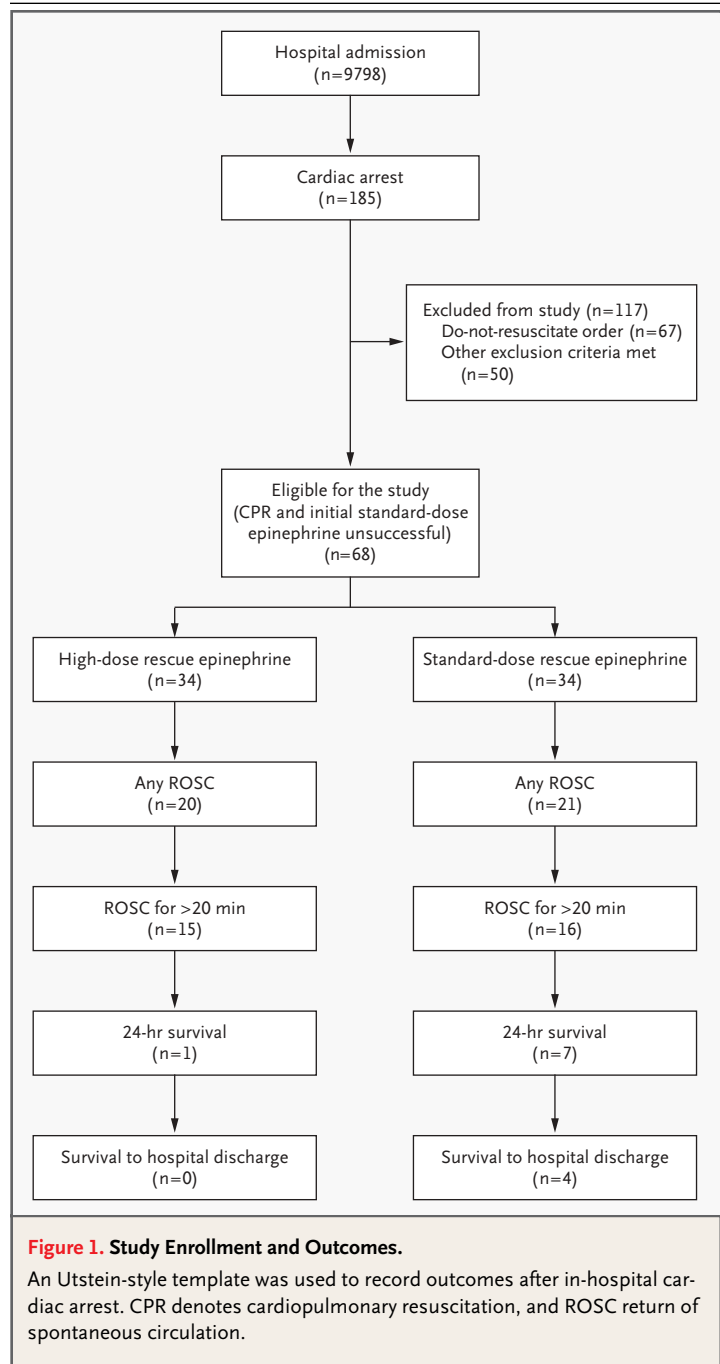 Hospital admission
(n=9798)
Cardiac arrest
(n=185)
Excluded from study (n=117)
Do-not-resuscitate order (n=67)
Other exclusion criteria met
(n=50)
Eligible for the study
(CPR and initial standard-dose
epinephrine unsuccessful)
(n=68)
High-dose rescue epinephrine
(n=34)
Standard-dose rescue epinephrine
(n=34)
Any ROSC
(n=20)
Any ROSC
(n=21)
ROSC for >20 min
(n=15)
ROSC for >20 min
(n=16)
24-hr survival
(n=1)
24-hr survival
(n=7)
Survival to hospital discharge
(n=0)
Survival to hospital discharge
(n=4)
Figure 1. Study Enrollment and Outcomes.
An Utstein-style template was used to record outcomes after in-hospital car-
diac arrest. CPR denotes cardiopulmonary resuscitation, and ROSC return of
spontaneous circulation.